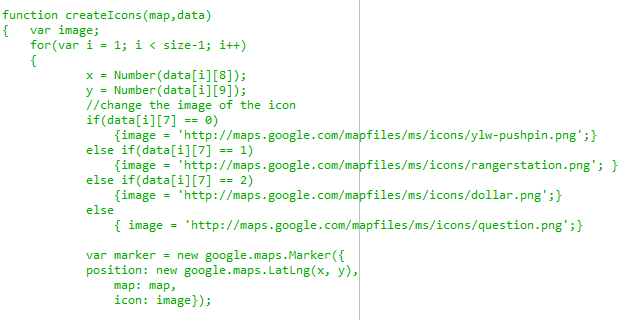 function createIcons(map,data)
{   var image;
    for(var i = 1; i < size-1; i++)
    {
            x = Number(data[i][8]);
            y = Number(data[i][9]);
            //change the image of the icon
            if(data[i][7] == 0)
                {image = 'http://maps.google.com/mapfiles/ms/icons/ylw-pushpin.png';}
            else if(data[i][7] == 1)
                {image = 'http://maps.google.com/mapfiles/ms/icons/rangerstation.png'; }
            else if(data[i][7] == 2)
                {image = 'http://maps.google.com/mapfiles/ms/icons/dollar.png';}
            else
                { image = 'http://maps.google.com/mapfiles/ms/icons/question.png';}

            var marker = new google.maps.Marker({
            position: new google.maps.LatLng(x, y),
                map: map,
                icon: image});